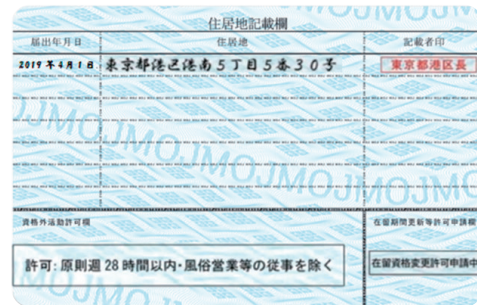 住居地記載欄
届出年月日 住居地 記載者印
2019年4月1日 東京都港区港南5丁目5番30号 東京都港区長
MOJMOJMOJ
資格外活動許可欄 在留期間更新等許可申請欄
許可:原則週28時間以内・風俗営業等の従事を除く 在留資格変更許可申請中